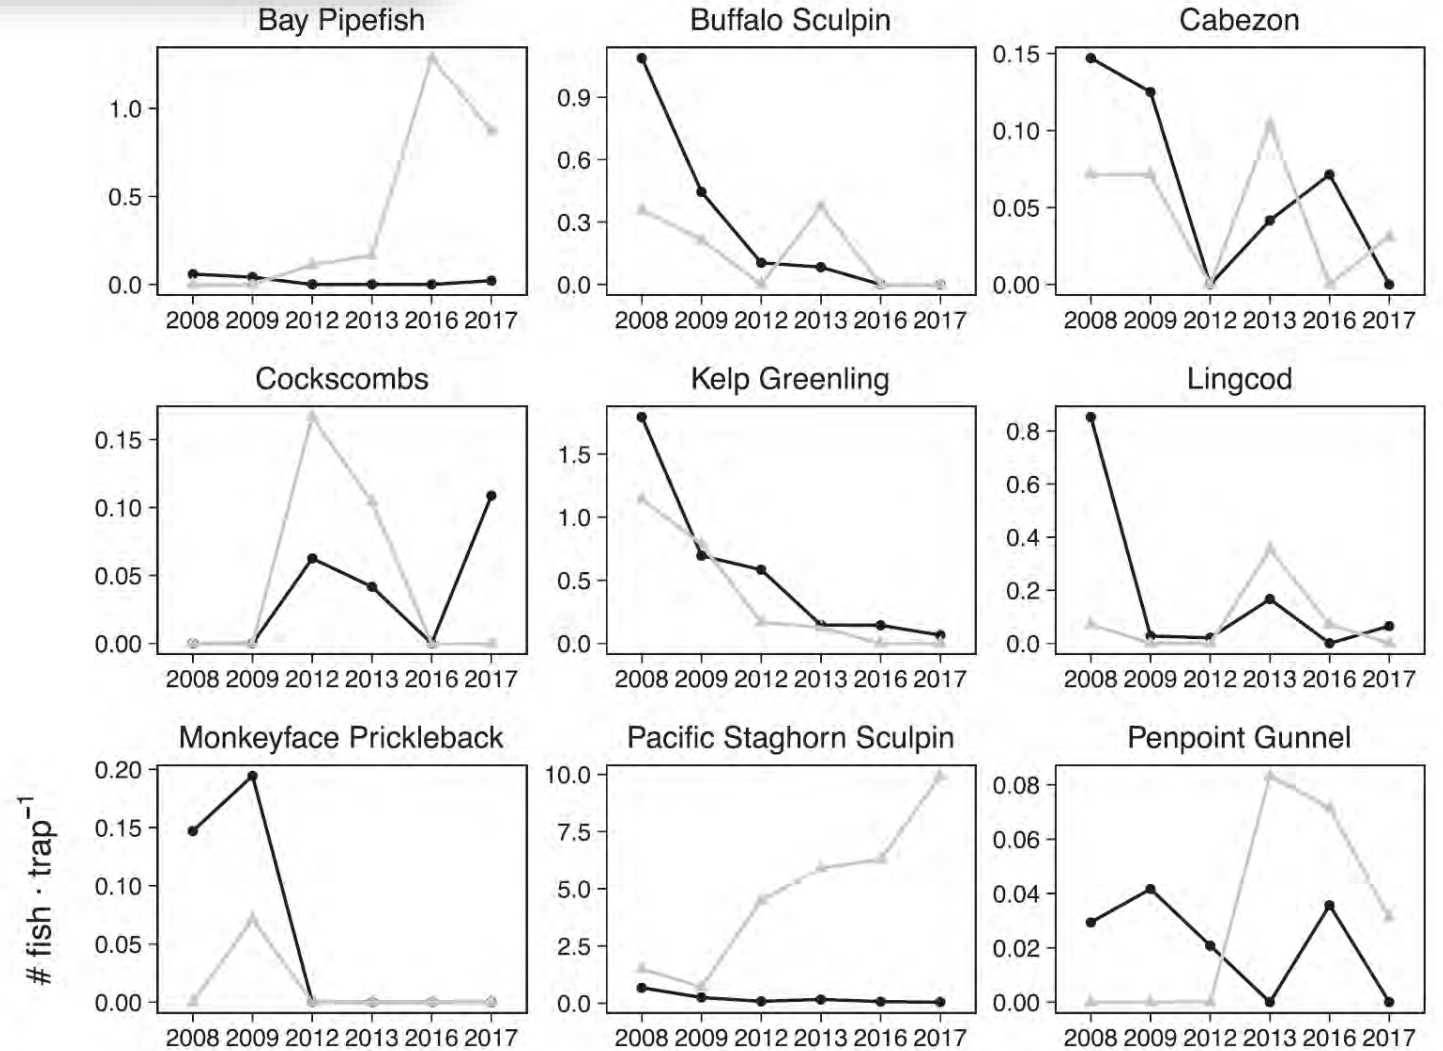 Bay Pipefish
Buffalo Sculpin
Cabezon
1.0
0.5
0.0
0.9
0.6
0.3
0.0
0.15
0.10
0.05
0.00
2008 2009 2012 2013 2016 2017
2008 2009 2012 2013 2016 2017
2008 2009 2012 2013 2016 2017
Cockscombs
Kelp Greenling
Lingcod
0.15
0.10
0.05
0.00
1.5
1.0
0.5
0.0
0.8
0.6
0.4
0.2
0.0
2008 2009 2012 2013 2016 2017
2008 2009 2012 2013 2016 2017
2008 2009 2012 2013 2016 2017
Monkeyface Prickleback
Pacific Staghorn Sculpin
Penpoint Gunnel
# fish · trap⁻¹
0.20
0.15
0.10
0.05
0.00
10.0
7.5
5.0
2.5
0.0
0.08
0.06
0.04
0.02
0.00
2008 2009 2012 2013 2016 2017
2008 2009 2012 2013 2016 2017
2008 2009 2012 2013 2016 2017